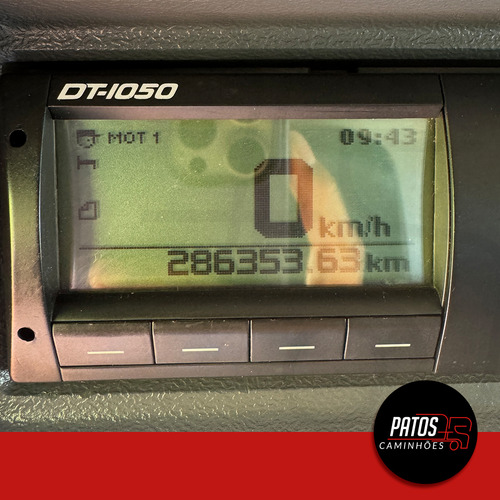 DT-1050
MOT 1
09:43
0 km/h
286353.63 km
PATOS
CAMINHÕES